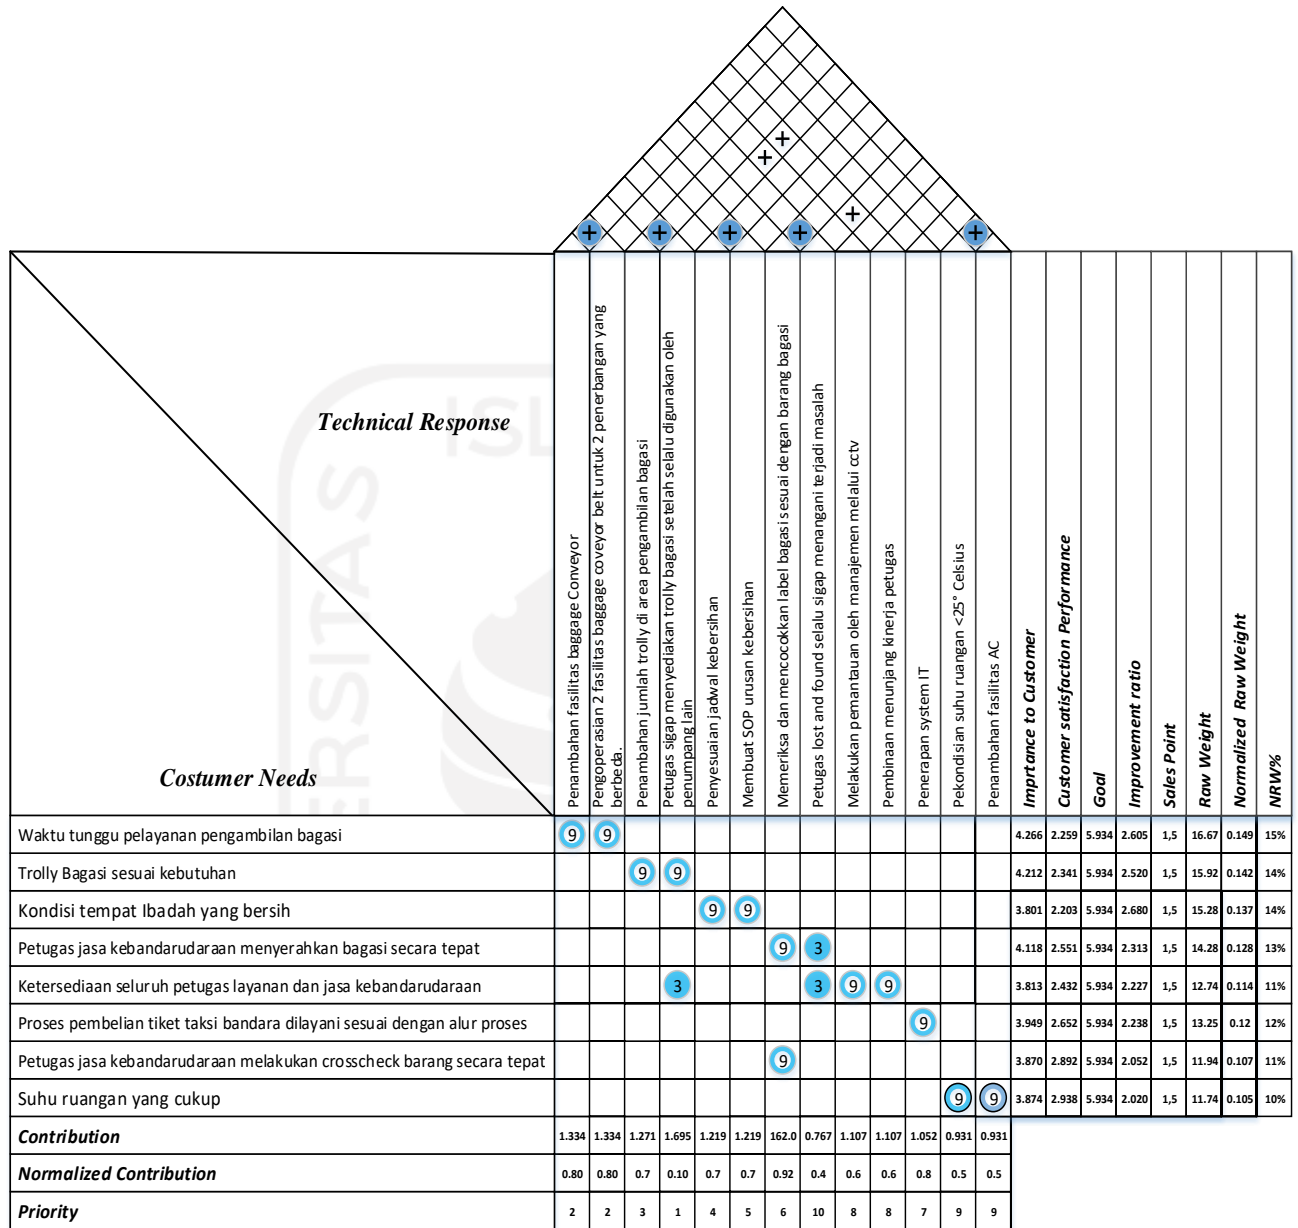 +
+
+
+ + + + +
Technical Response
Costumer Needs
Penambahan fasilitas baggage Conveyor
Pengoperasian 2 fasilitas baggage coveyor belt untuk 2 penerbangan yang
berbeda.
Penambahan jumlah trolly di area pengambilan bagasi
Petugas sigap menyediakan trolly bagasi setelah selalu digunakan oleh
penumpang lain
Penyesuaian jadwal kebersihan
Membuat SOP urusan kebersihan
Memeriksa dan mencocokkan label bagasi sesuai dengan barang bagasi
Petugas lost and found selalu sigap menangani terjadi masalah
Melakukan pemantauan oleh manajemen melalui cctv
Pembinaan menunjang kinerja petugas
Penerapan system IT
Pekondisian suhu ruangan <25° Celsius
Penambahan fasilitas AC
Imprtance to Customer
Customer satisfaction Performance
Goal
Improvement ratio
Sales Point
Raw Weight
Normalized Raw Weight
NRW%
Waktu tunggu pelayanan pengambilan bagasi 9 9 4.266 2.259 5.934 2.605 1,5 16.67 0.149 15%
Trolly Bagasi sesuai kebutuhan 9 9 4.212 2.341 5.934 2.520 1,5 15.92 0.142 14%
Kondisi tempat Ibadah yang bersih 9 9 3.801 2.203 5.934 2.680 1,5 15.28 0.137 14%
Petugas jasa kebandarudaraan menyerahkan bagasi secara tepat 9 3 4.118 2.551 5.934 2.313 1,5 14.28 0.128 13%
Ketersediaan seluruh petugas layanan dan jasa kebandarudaraan 3 3 9 9 3.813 2.432 5.934 2.227 1,5 12.74 0.114 11%
Proses pembelian tiket taksi bandara dilayani sesuai dengan alur proses 9 3.949 2.652 5.934 2.238 1,5 13.25 0.12 12%
Petugas jasa kebandarudaraan melakukan crosscheck barang secara tepat 9 3.870 2.892 5.934 2.052 1,5 11.94 0.107 11%
Suhu ruangan yang cukup 9 9 3.874 2.938 5.934 2.020 1,5 11.74 0.105 10%
Contribution 1.334 1.334 1.271 1.695 1.219 1.219 162.0 0.767 1.107 1.107 1.052 0.931 0.931
Normalized Contribution 0.80 0.80 0.7 0.10 0.7 0.7 0.92 0.4 0.6 0.6 0.8 0.5 0.5
Priority 2 2 3 1 4 5 6 10 8 8 7 9 9